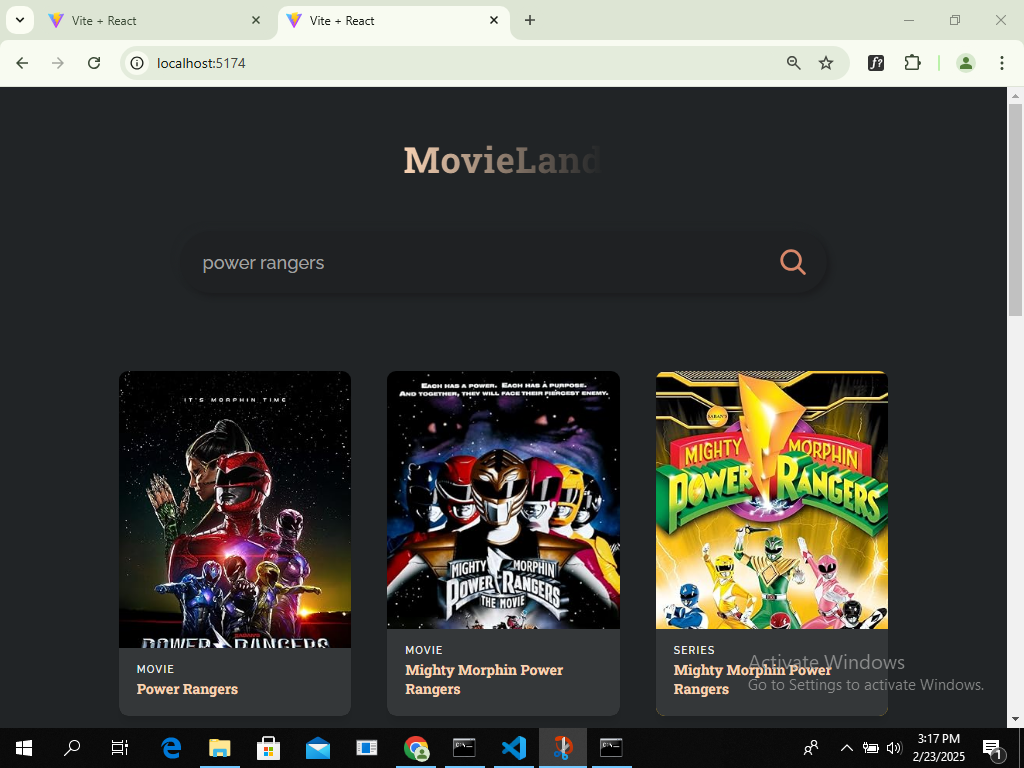 Vite + React
Vite + React
localhost:5174
f?
MovieLand
power rangers
IT'S MORPHIN TIME
POWER RANGERS
MOVIE
Power Rangers
EACH HAS A POWER. EACH HAS A PURPOSE.
AND TOGETHER, THEY WILL FACE THEIR FIERCEST ENEMY.
MIGHTY MORPHIN
POWER RANGERS
THE MOVIE
MOVIE
Mighty Morphin Power
Rangers
SABAN'S
MIGHTY MORPHIN
POWER RANGERS
SERIES
Mighty Morphin Power
Rangers
Activate Windows
Go to Settings to activate Windows.
3:17 PM
2/23/2025
1